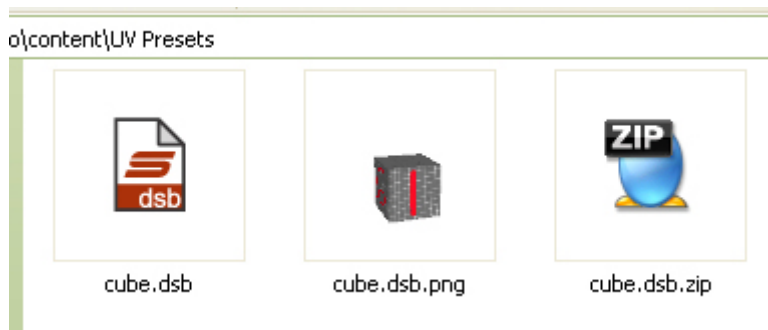 o\content\UV Presets
dsb
ZIP
cube.dsb
cube.dsb.png
cube.dsb.zip